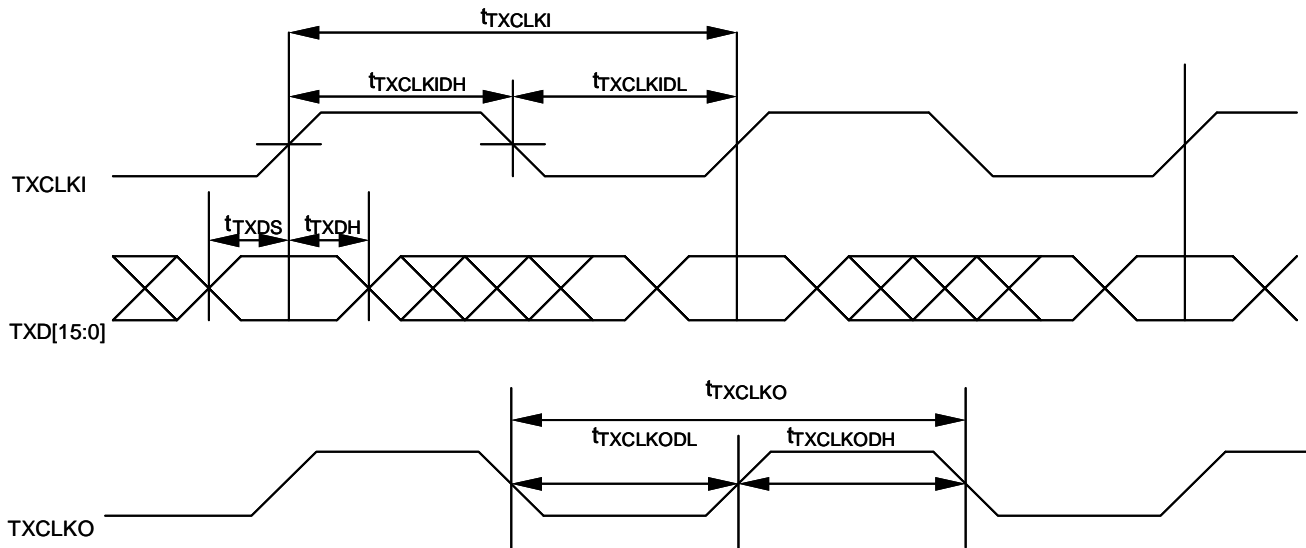 tTXCLKI
tTXCLKIDH tTXCLKIDL
TXCLKI
tTXDS tTXDH
TXD[15:0]
tTXCLKO
tTXCLKODL tTXCLKODH
TXCLKO